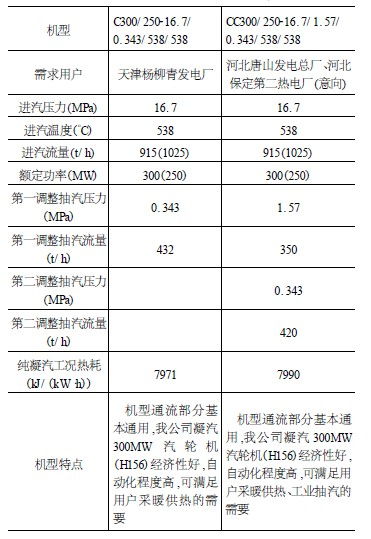 机型
C300/250-16.7/
0.343/538/538
CC300/250-16.7/1.57/
0.343/538/538
需求用户
天津杨柳青发电厂
河北唐山发电总厂、河北
保定第二热电厂(意向)
进汽压力(MPa)
16.7
16.7
进汽温度(℃)
538
538
进汽流量(t/h)
915(1025)
915(1025)
额定功率(MW)
300(250)
300(250)
第一调整抽汽压力
(MPa)
0.343
1.57
第一调整抽汽流量
(t/h)
432
350
第二调整抽汽压力
(MPa)
0.343
第二调整抽汽流量
(t/h)
420
纯凝汽工况热耗
(kJ/(kW·h))
7971
7990
机型特点
机型通流部分基
本通用,我公司凝汽
300MW 汽轮机
(H156)经济性好,自
动化程度高,可满足
用户采暖供热的需
要
机型通流部分基本通
用,我公司凝汽300MW
汽轮机(H156)经济性好,
自动化程度高,可满足用
户采暖供热、工业抽汽的
需要